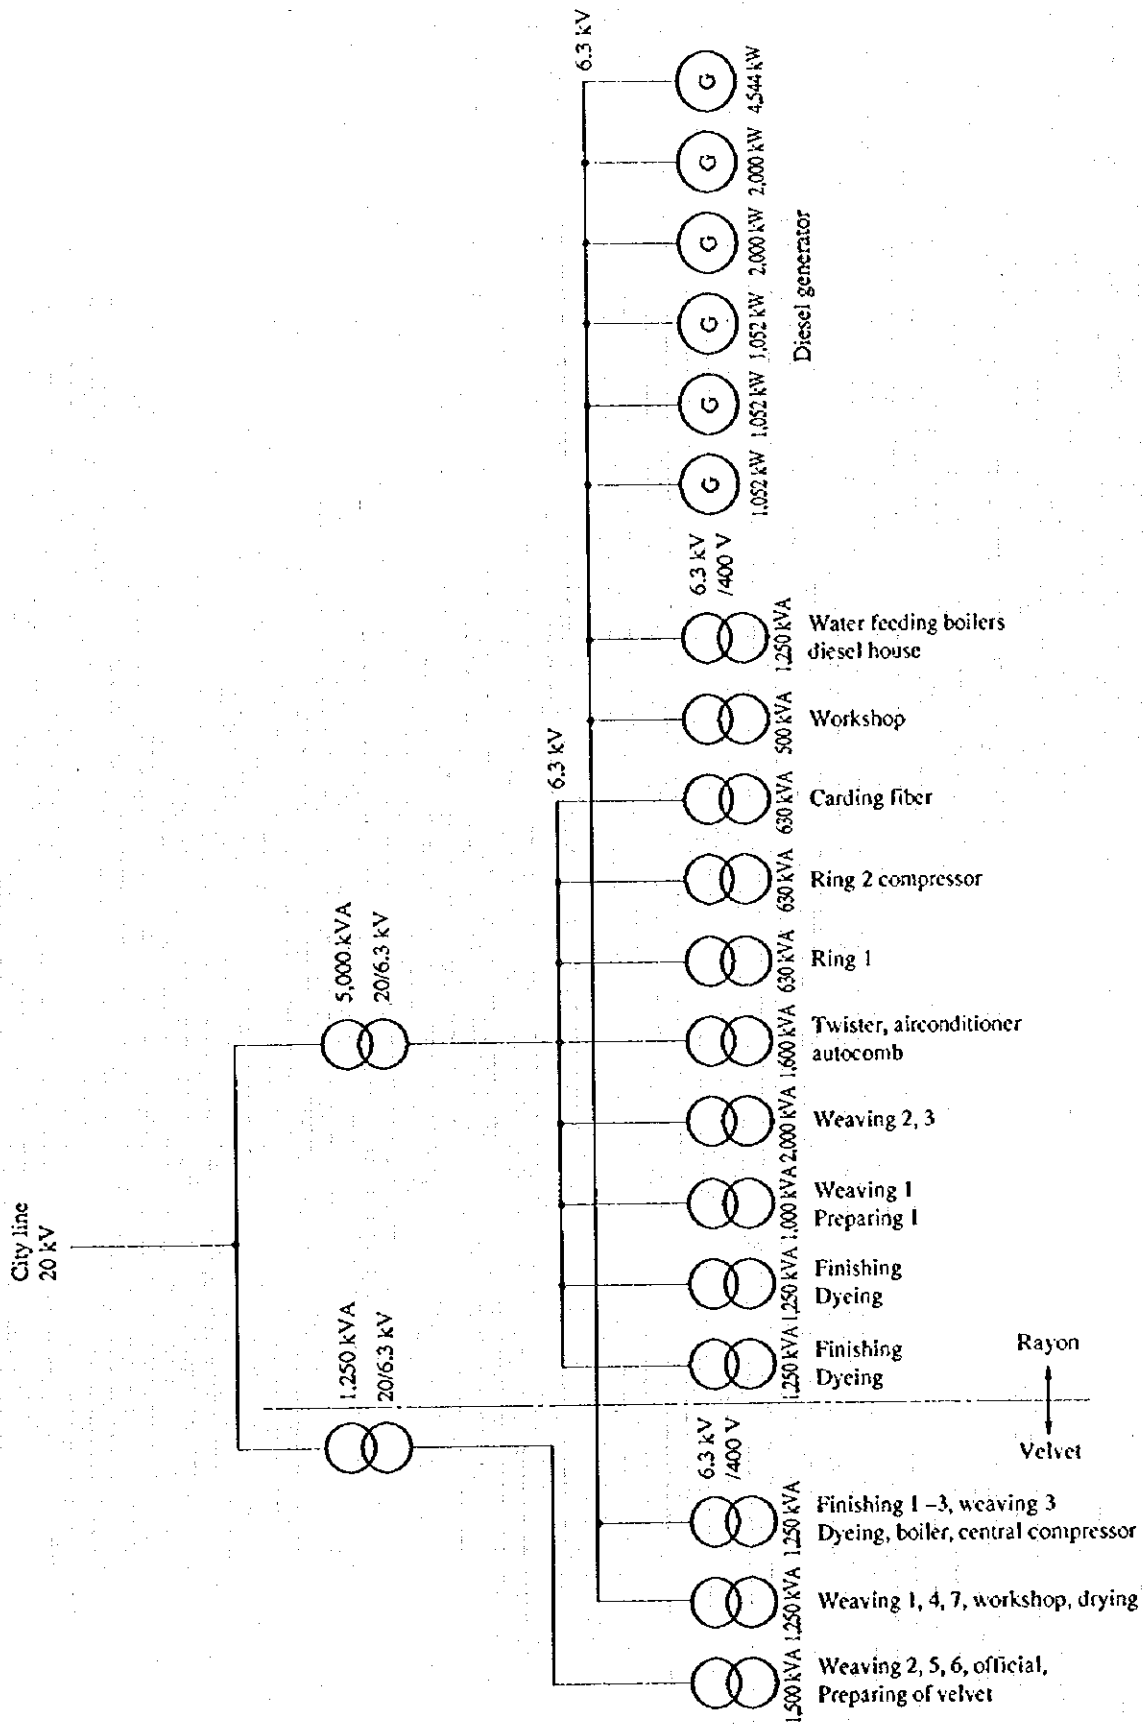 City line
20 kV
5,000 kVA
20/6.3 kV
1,250 kVA
20/6.3 kV
6.3 kV
6.3 kV
G
4,544 kW
G
2,000 kW
G
2,000 kW
G
1,052 kW
G
1,052 kW
G
1,052 kW
Diesel generator
6.3 kV
/400 V
1,250 kVA
Water feeding boilers
diesel house
500 kVA
Workshop
630 kVA
Carding fiber
630 kVA
Ring 2 compressor
630 kVA
Ring 1
1,600 kVA
Twister, airconditioner
autocomb
2,000 kVA
Weaving 2, 3
1,000 kVA
Weaving 1
Preparing 1
1,250 kVA
Finishing
Dyeing
1,250 kVA
Finishing
Dyeing
Rayon
Velvet
6.3 kV
/400 V
1,250 kVA
Finishing 1 –3, weaving 3
Dyeing, boiler, central compressor
1,250 kVA
Weaving 1, 4, 7, workshop, drying
1,500 kVA
Weaving 2, 5, 6, official,
Preparing of velvet